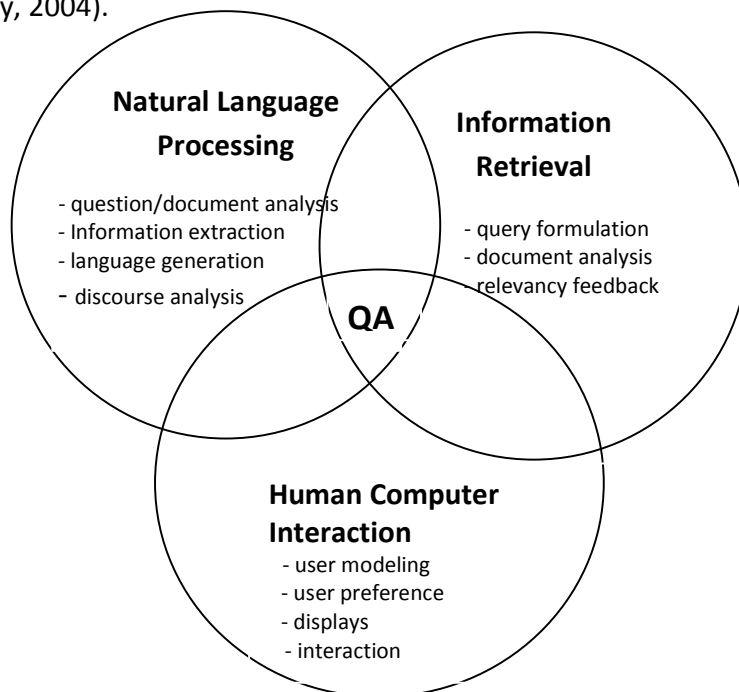 y, 2004).
Natural Language
Processing
- question/document analysis
- Information extraction
- language generation
- discourse analysis
Information
Retrieval
- query formulation
- document analysis
- relevancy feedback
QA
Human Computer
Interaction
- user modeling
- user preference
- displays
- interaction